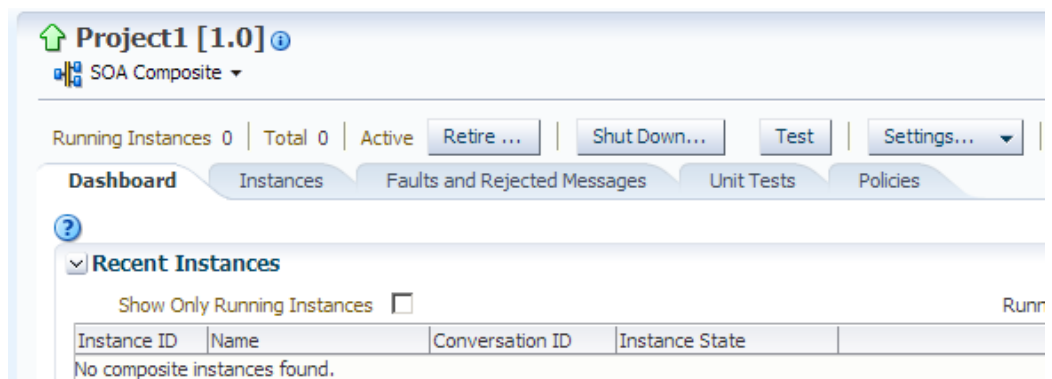 Project1 [1.0]
SOA Composite
Running Instances 0 Total 0 Active Retire ... Shut Down... Test Settings...
Dashboard Instances Faults and Rejected Messages Unit Tests Policies
Recent Instances
Show Only Running Instances
Instance ID Name Conversation ID Instance State
No composite instances found.